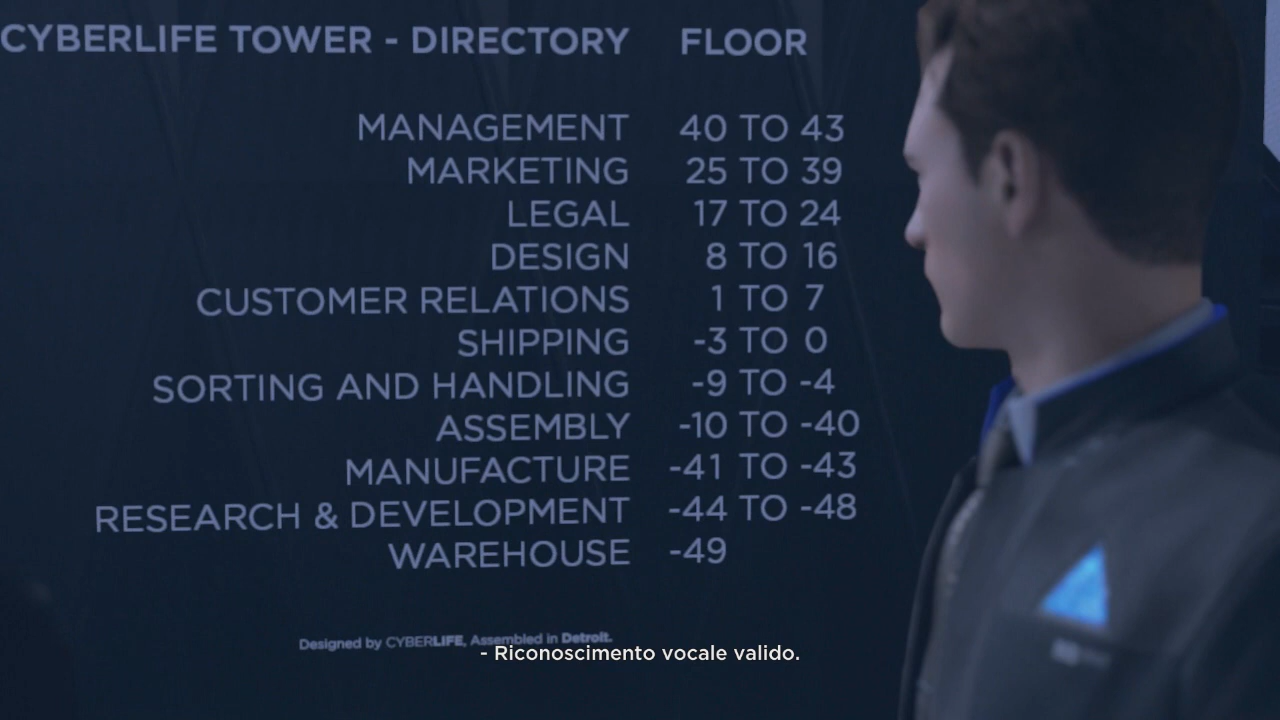 CYBERLIFE TOWER - DIRECTORY FLOOR
MANAGEMENT 40 TO 43
MARKETING 25 TO 39
LEGAL 17 TO 24
DESIGN 8 TO 16
CUSTOMER RELATIONS 1 TO 7
SHIPPING -3 TO 0
SORTING AND HANDLING -9 TO -4
ASSEMBLY -10 TO -40
MANUFACTURE -41 TO -43
RESEARCH & DEVELOPMENT -44 TO -48
WAREHOUSE -49
Designed by CYBERLIFE, Assembled in Detroit.
- Riconoscimento vocale valido.